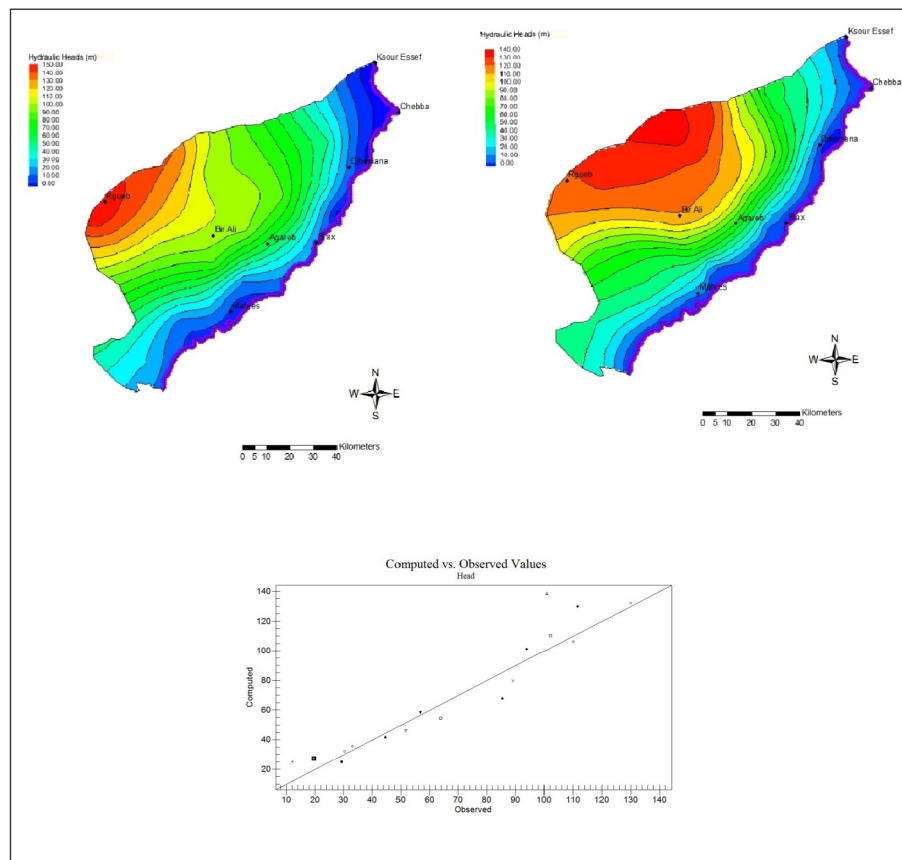 Hydraulic Heads (m)
150.00
140.00
130.00
120.00
110.00
100.00
90.00
80.00
70.00
60.00
50.00
40.00
30.00
20.00
10.00
0.00
Ksour Essef
Chebba
Rgueb
Bir Ali
Agareb
Sfax
Mahres
N
W E
S
Kilometers
0 5 10 20 30 40
Hydraulic Heads (m)
140.00
130.00
120.00
110.00
100.00
90.00
80.00
70.00
60.00
50.00
40.00
30.00
20.00
10.00
0.00
Ksour Essef
Chebba
Rgueb
Bir Ali
Agareb
Sfax
Mahres
N
W E
S
Kilometers
0 5 10 20 30 40
Computed vs. Observed Values
Head
Computed
140
120
100
80
60
40
20
10 20 30 40 50 60 70 80 90 100 110 120 130 140
Observed